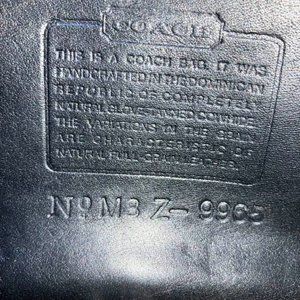 COACH
THIS IS A COACH BAG. IT WAS
HANDCRAFTED IN THE DOMINICAN
REPUBLIC OF COMPLETELY
NATURAL GLOVE TANNED COWHIDE.
THE VARIATIONS IN THE GRAIN
ARE CHARACTERISTIC OF
NATURAL FULL-GRAIN LEATHER.
No M3 Z-9965